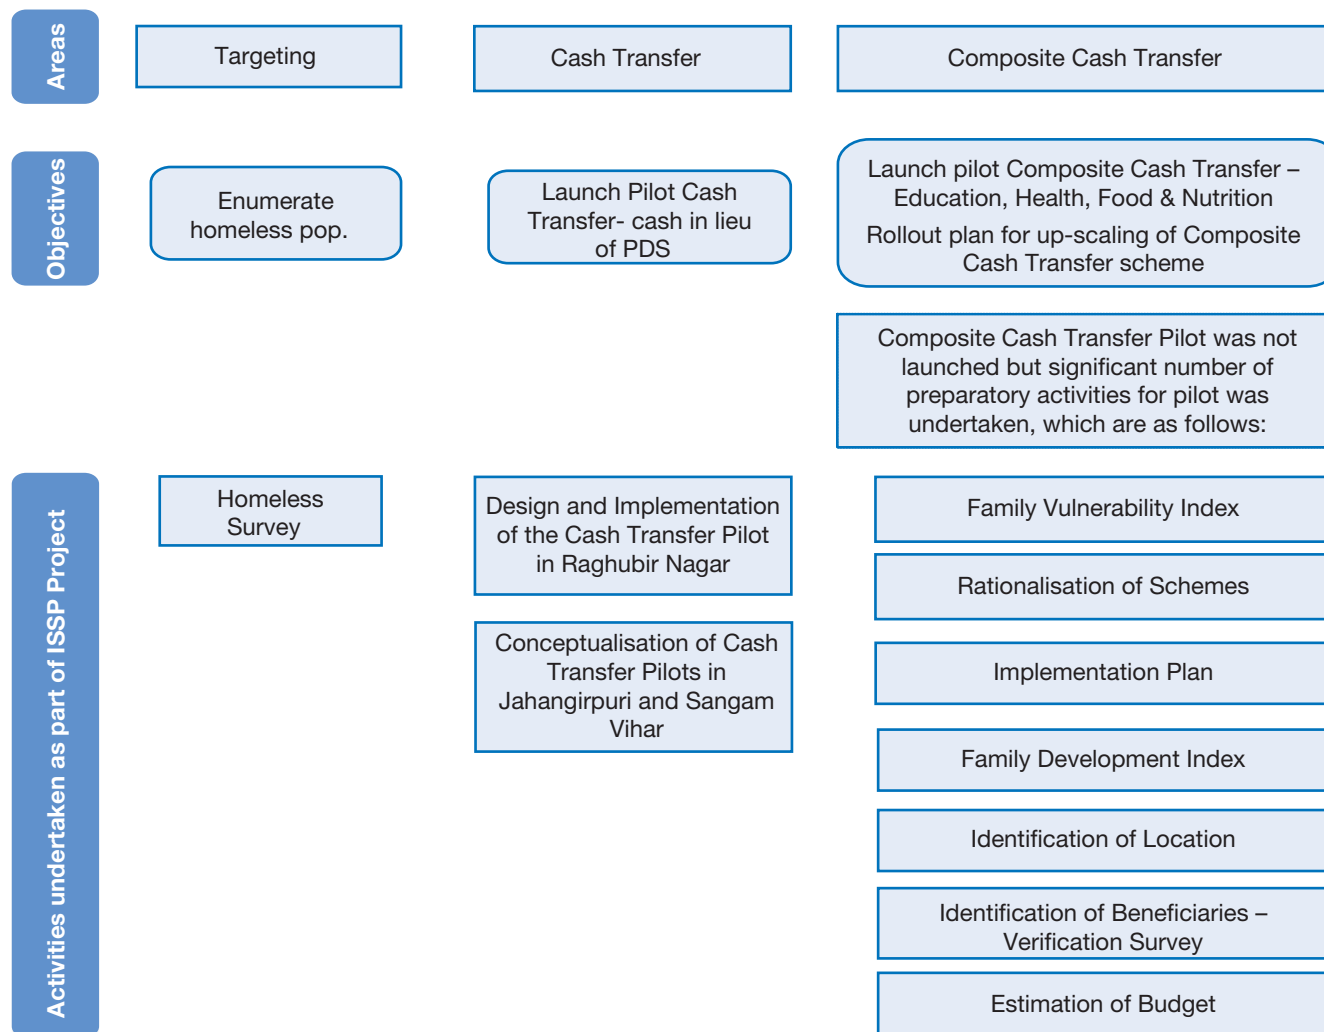 Areas
Targeting
Cash Transfer
Composite Cash Transfer
Objectives
Enumerate
homeless pop.
Launch Pilot Cash
Transfer- cash in lieu
of PDS
Launch pilot Composite Cash Transfer –
Education, Health, Food & Nutrition
Rollout plan for up-scaling of Composite
Cash Transfer scheme
Composite Cash Transfer Pilot was not
launched but significant number of
preparatory activities for pilot was
undertaken, which are as follows:
Activities undertaken as part of ISSP Project
Homeless
Survey
Design and Implementation
of the Cash Transfer Pilot
in Raghubir Nagar
Conceptualisation of Cash
Transfer Pilots in
Jahangirpuri and Sangam
Vihar
Family Vulnerability Index
Rationalisation of Schemes
Implementation Plan
Family Development Index
Identification of Location
Identification of Beneficiaries –
Verification Survey
Estimation of Budget